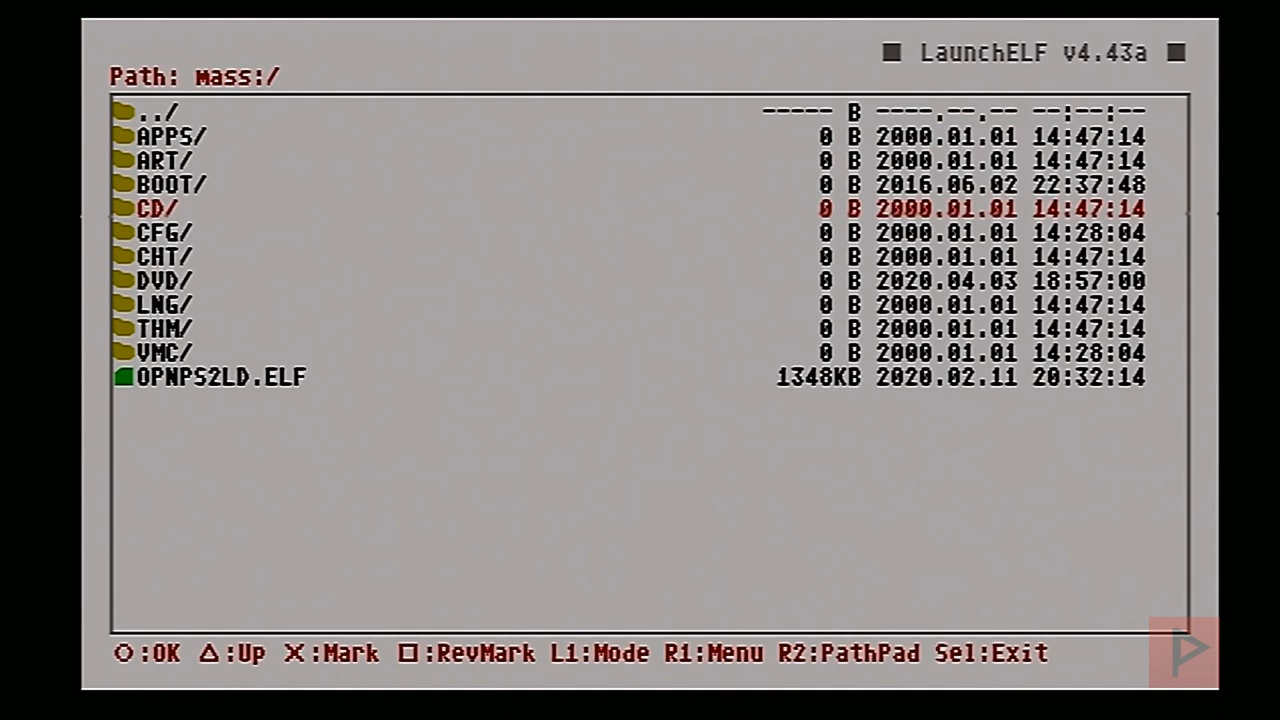 ■ LaunchELF v4.43a ■
Path: mass:/
../ ----- B ----.--.-- --:--:--
APPS/ 0 B 2000.01.01 14:47:14
ART/ 0 B 2000.01.01 14:47:14
BOOT/ 0 B 2016.06.02 22:37:48
CD/ 0 B 2000.01.01 14:47:14
CFG/ 0 B 2000.01.01 14:28:04
CHT/ 0 B 2000.01.01 14:47:14
DVD/ 0 B 2020.04.03 18:57:00
LNG/ 0 B 2000.01.01 14:47:14
THM/ 0 B 2000.01.01 14:47:14
VMC/ 0 B 2000.01.01 14:28:04
OPNPS2LD.ELF 1348KB 2020.02.11 20:32:14
○:OK △:Up ×:Mark □:RevMark L1:Mode R1:Menu R2:PathPad Sel:Exit